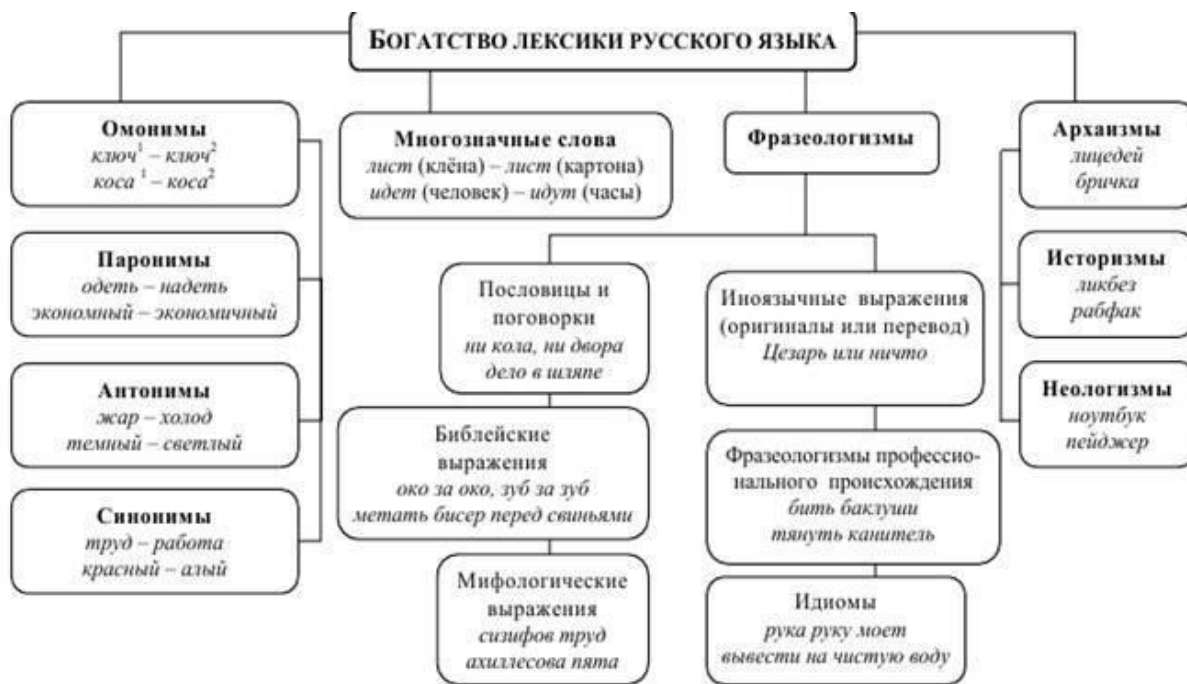 БОГАТСТВО ЛЕКСИКИ РУССКОГО ЯЗЫКА
Омонимы
ключ¹ – ключ²
коса ¹ – коса²
Паронимы
одеть – надеть
экономный – экономичный
Антонимы
жар – холод
темный – светлый
Синонимы
труд – работа
красный – алый
Многозначные слова
лист (клёна) – лист (картона)
идет (человек) – идут (часы)
Фразеологизмы
Пословицы и
поговорки
ни кола, ни двора
дело в шляпе
Библейские
выражения
око за око, зуб за зуб
метать бисер перед свиньями
Мифологические
выражения
сизифов труд
ахиллесова пята
Иноязычные выражения
(оригиналы или перевод)
Цезарь или ничто
Фразеологизмы профессио-
нального происхождения
бить баклуши
тянуть канитель
Идиомы
рука руку моет
вывести на чистую воду
Архаизмы
лицедей
бричка
Историзмы
ликбез
рабфак
Неологизмы
ноутбук
пейджер